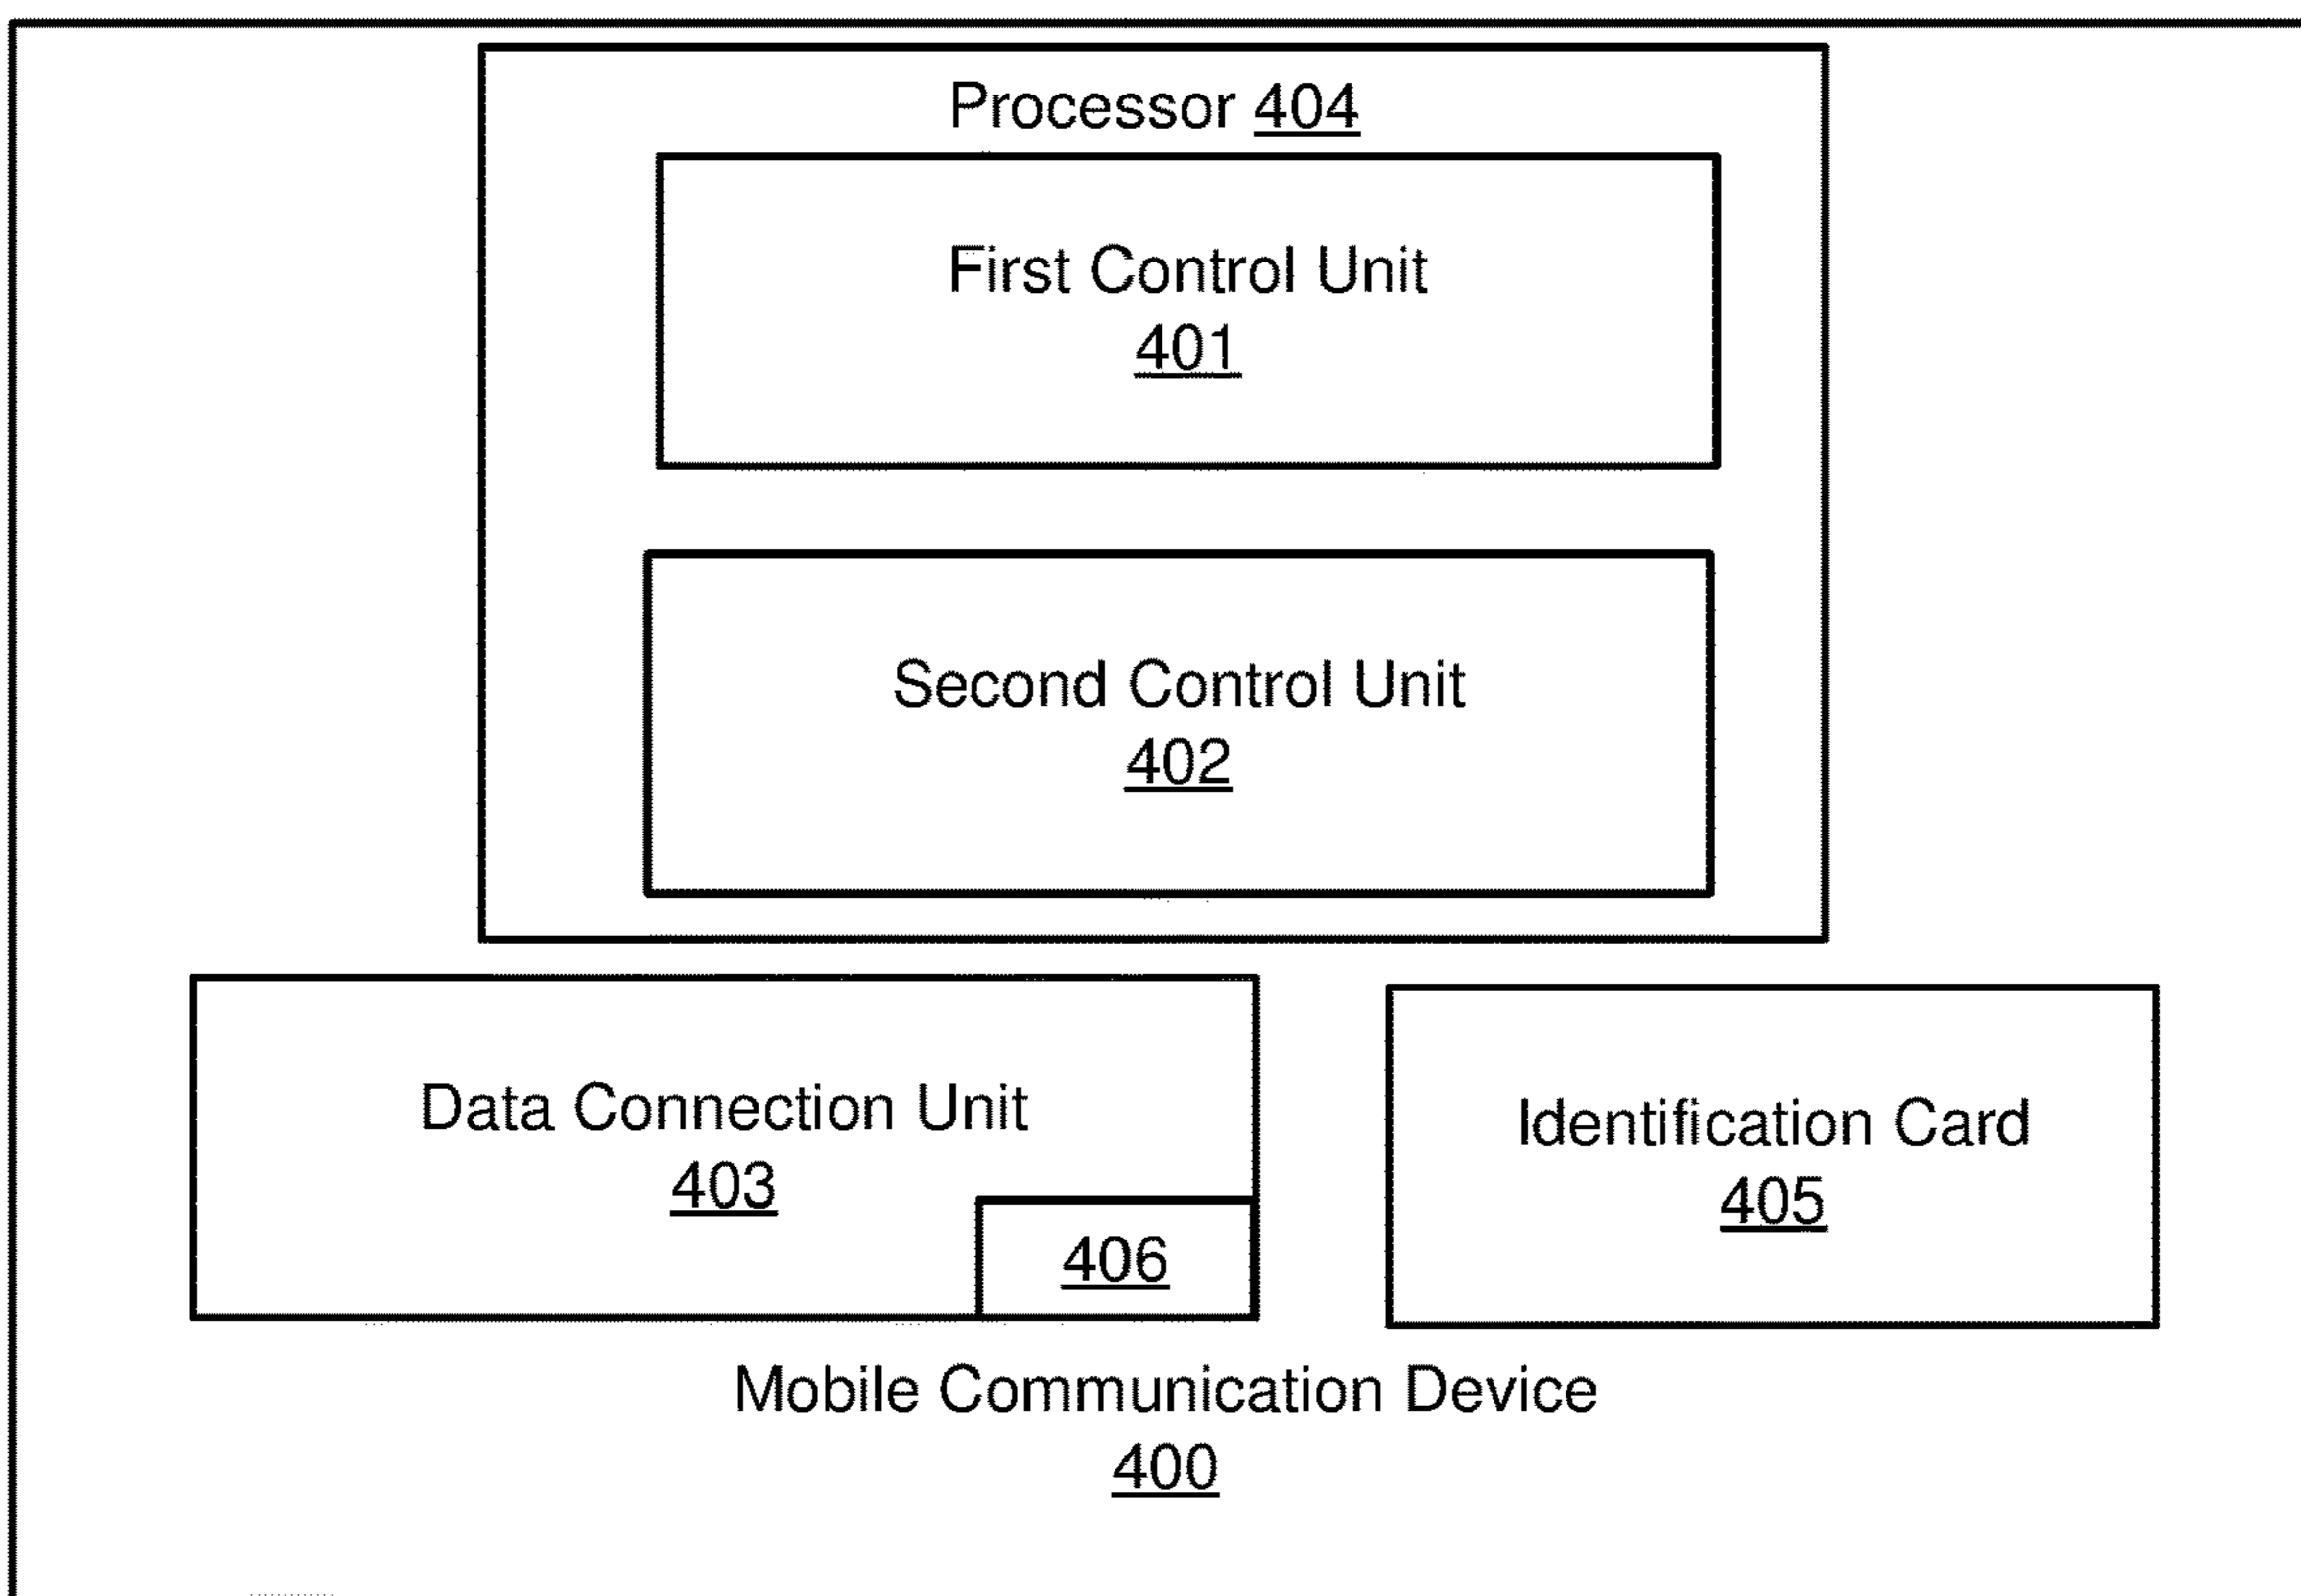 Processor 404
First Control Unit
401
Second Control Unit
402
Data Connection Unit
403
406
Identification Card
405
Mobile Communication Device
400